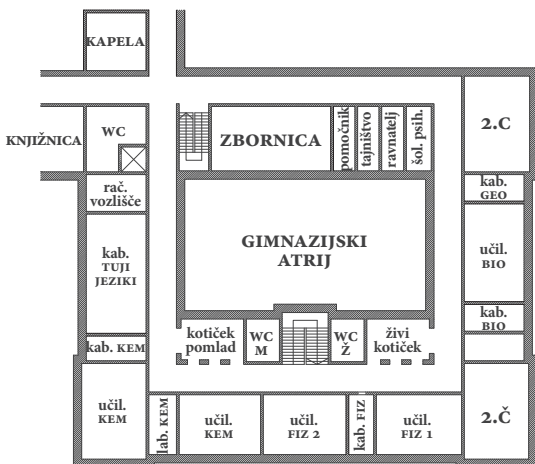 KAPELA
KNJIŽNICA
WC
ZBORNICA
pomočnik
tajništvo
ravnatelj
šol. psih.
2.C
rač.
vozlišče
kab.
GEO
kab.
TUJI
JEZIKI
GIMNAZIJSKI
ATRIJ
učil.
BIO
kab.
BIO
kotiček
pomlad
WC
M
WC
Ž
živi
kotiček
kab. KEM
učil.
KEM
lab. KEM
učil.
KEM
učil.
FIZ 2
kab. FIZ
učil.
FIZ 1
2.Č